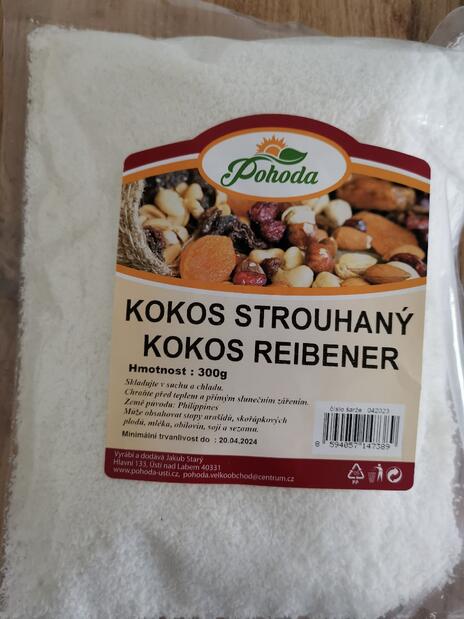 Pohoda
KOKOS STROUHANÝ
KOKOS REIBENER
Hmotnost : 300g
Skladujte v suchu a chladu.
Chraňte před teplem a přímým slunečním zářením.
Země původu: Philippines
Může obsahovat stopy arašídů, skořápkových
plodů, mléka, obilovin, soji a sezamu.
Minimální trvanlivost do : 20.04.2024
číslo šarže : 042023
8 594057 147389
Vyrábí a dodává Jakub Starý
Hlavní 133, Ústí nad Labem 40331
www.pohoda-usti.cz, pohoda.velkoobchod@centrum.cz
PP